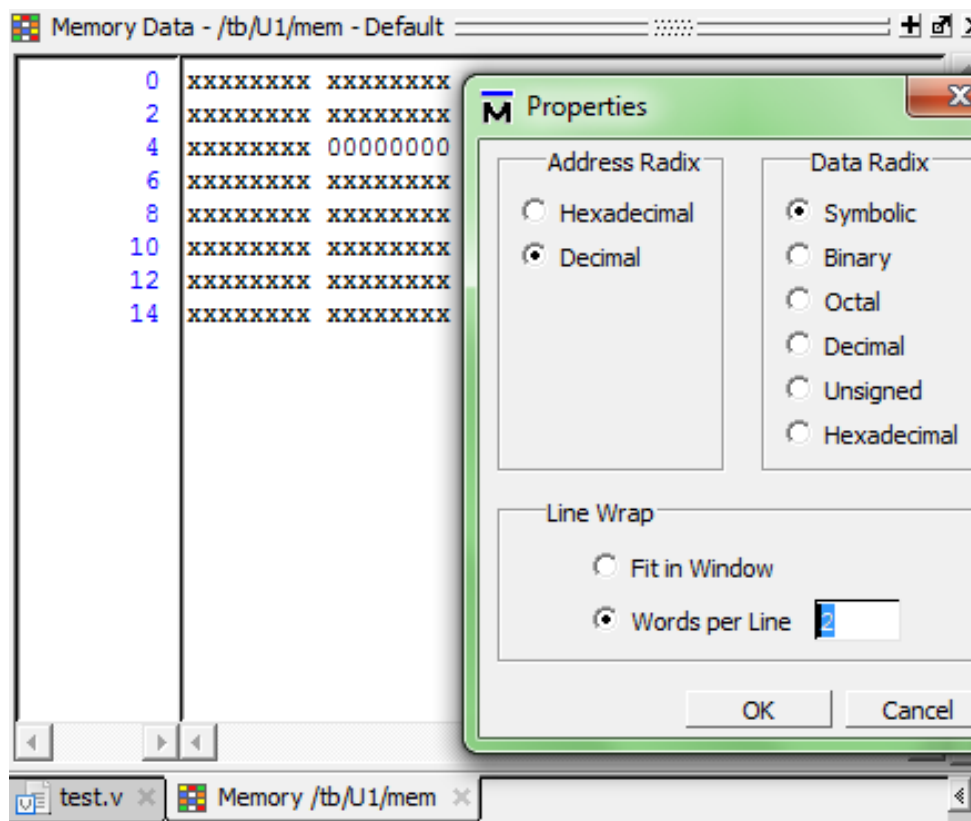 Memory Data - /tb/U1/mem - Default
0 xxxxxxxx xxxxxxxx
2 xxxxxxxx xxxxxxxx
4 xxxxxxxx 00000000
6 xxxxxxxx xxxxxxxx
8 xxxxxxxx xxxxxxxx
10 xxxxxxxx xxxxxxxx
12 xxxxxxxx xxxxxxxx
14 xxxxxxxx xxxxxxxx
Properties
Address Radix
Hexadecimal
Decimal
Data Radix
Symbolic
Binary
Octal
Decimal
Unsigned
Hexadecimal
Line Wrap
Fit in Window
Words per Line 2
OK Cancel
test.v Memory /tb/U1/mem